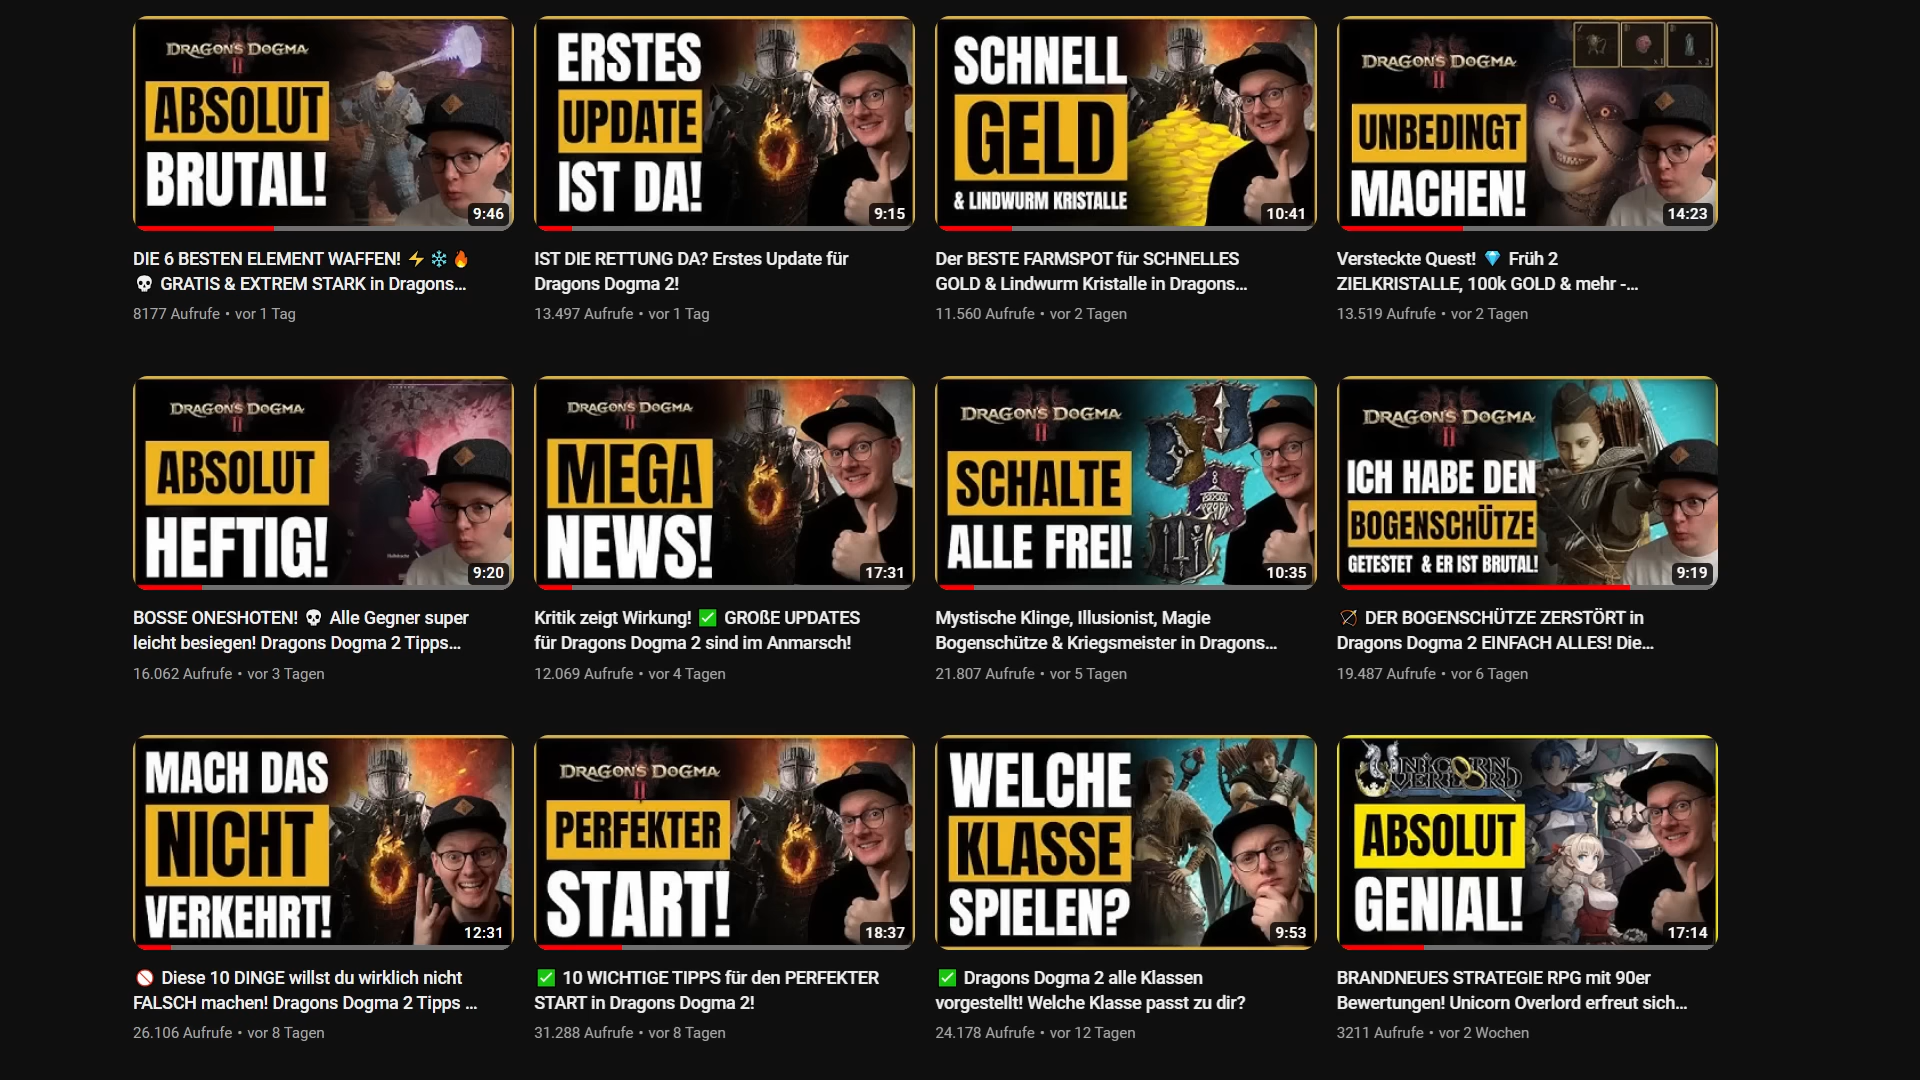 DRAGON'S DOGMA
II
ABSOLUT
BRUTAL!
9:46
DIE 6 BESTEN ELEMENT WAFFEN! ⚡ ❄ 🔥
💀 GRATIS & EXTREM STARK in Dragons...
8177 Aufrufe • vor 1 Tag
ERSTES
UPDATE
IST DA!
9:15
IST DIE RETTUNG DA? Erstes Update für
Dragons Dogma 2!
13.497 Aufrufe • vor 1 Tag
SCHNELL
GELD
& LINDWURM KRISTALLE
10:41
Der BESTE FARMSPOT für SCHNELLES
GOLD & Lindwurm Kristalle in Dragons...
11.560 Aufrufe • vor 2 Tagen
DRAGON'S DOGMA
II
x 1
x 2
UNBEDINGT
MACHEN!
14:23
Versteckte Quest! 💎 Früh 2
ZIELKRISTALLE, 100k GOLD & mehr -...
13.519 Aufrufe • vor 2 Tagen
DRAGON'S DOGMA
II
ABSOLUT
HEFTIG!
9:20
BOSSE ONESHOTEN! 💀 Alle Gegner super
leicht besiegen! Dragons Dogma 2 Tipps...
16.062 Aufrufe • vor 3 Tagen
DRAGON'S DOGMA
II
MEGA
NEWS!
17:31
Kritik zeigt Wirkung! ✅ GROßE UPDATES
für Dragons Dogma 2 sind im Anmarsch!
12.069 Aufrufe • vor 4 Tagen
DRAGON'S DOGMA
II
SCHALTE
ALLE FREI!
10:35
Mystische Klinge, Illusionist, Magie
Bogenschütze & Kriegsmeister in Dragons...
21.807 Aufrufe • vor 5 Tagen
DRAGON'S DOGMA
II
ICH HABE DEN
BOGENSCHÜTZE
GETESTET & ER IST BRUTAL!
9:19
🏹 DER BOGENSCHÜTZE ZERSTÖRT in
Dragons Dogma 2 EINFACH ALLES! Die...
19.487 Aufrufe • vor 6 Tagen
MACH DAS
NICHT
VERKEHRT!
12:31
🚫 Diese 10 DINGE willst du wirklich nicht
FALSCH machen! Dragons Dogma 2 Tipps ...
26.106 Aufrufe • vor 8 Tagen
DRAGON'S DOGMA
II
PERFEKTER
START!
18:37
✅ 10 WICHTIGE TIPPS für den PERFEKTER
START in Dragons Dogma 2!
31.288 Aufrufe • vor 8 Tagen
WELCHE
KLASSE
SPIELEN?
9:53
✅ Dragons Dogma 2 alle Klassen
vorgestellt! Welche Klasse passt zu dir?
24.178 Aufrufe • vor 12 Tagen
UNICORN
OVERLORD
ABSOLUT
GENIAL!
17:14
BRANDNEUES STRATEGIE RPG mit 90er
Bewertungen! Unicorn Overlord erfreut sich...
3211 Aufrufe • vor 2 Wochen